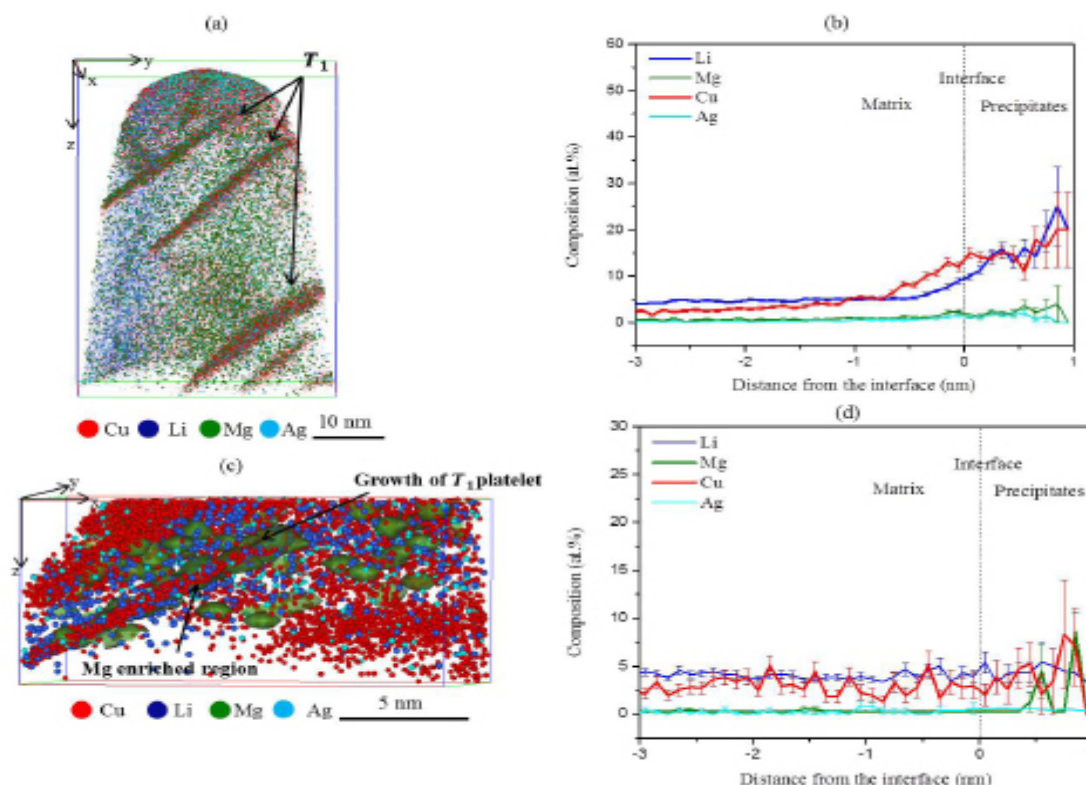 (a)
T1
y
x
z
Cu Li Mg Ag 10 nm
(b)
60
50
40
30
20
10
0
Li
Mg
Cu
Ag
Interface
Matrix
Precipitates
Composition (at.%)
-3 -2 -1 0 1
Distance from the interface (nm)
(c)
Growth of T1 platelet
y
x
z
Mg enriched region
Cu Li Mg Ag 5 nm
(d)
30
25
20
15
10
5
0
Li
Mg
Cu
Ag
Interface
Matrix
Precipitates
Composition (at.%)
-3 -2 -1 0
Distance from the interface (nm)